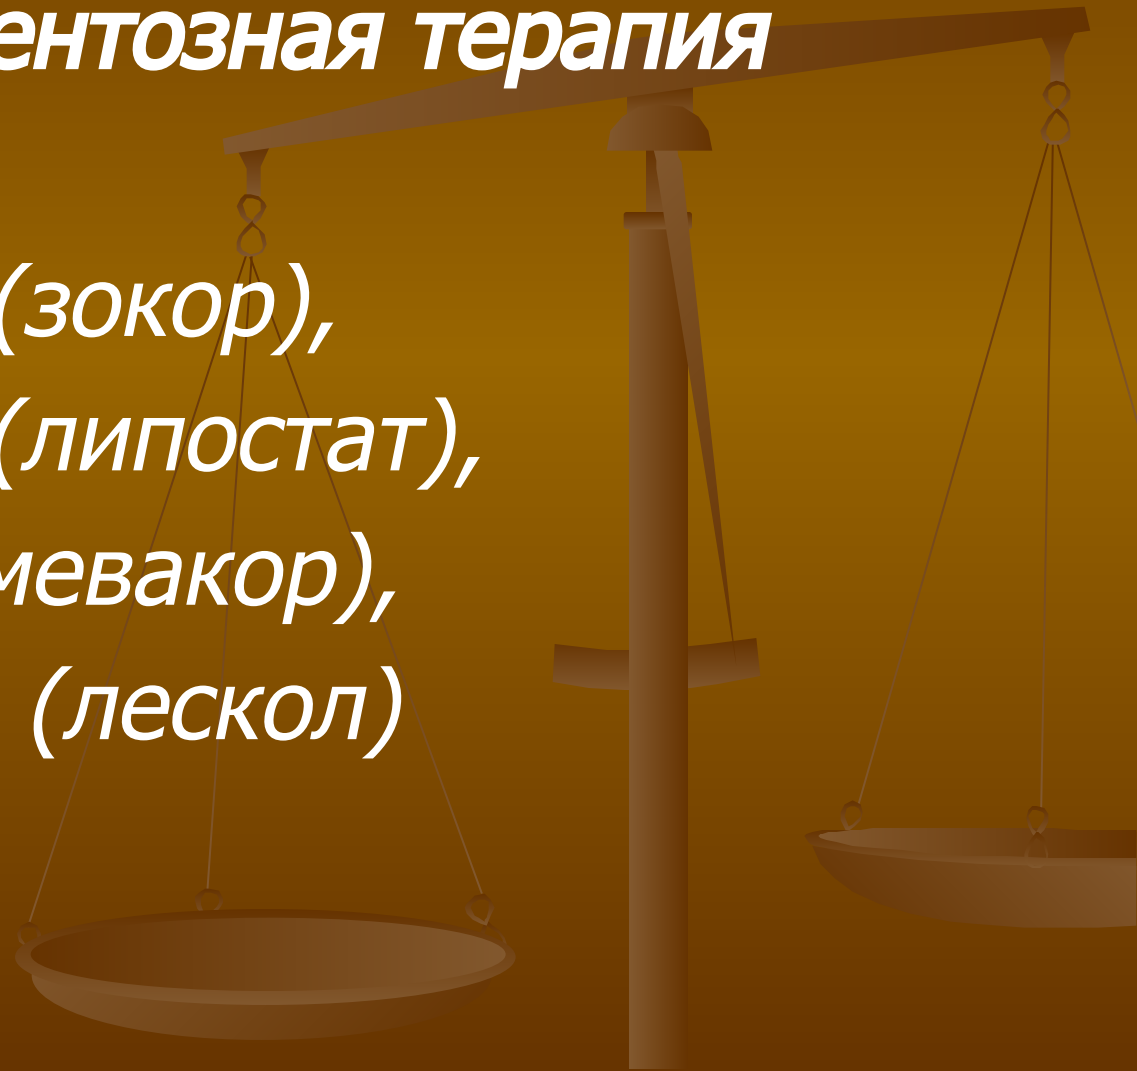 ентозная терапия
(зокор),
(липостат),
мевакор),
(лескол)